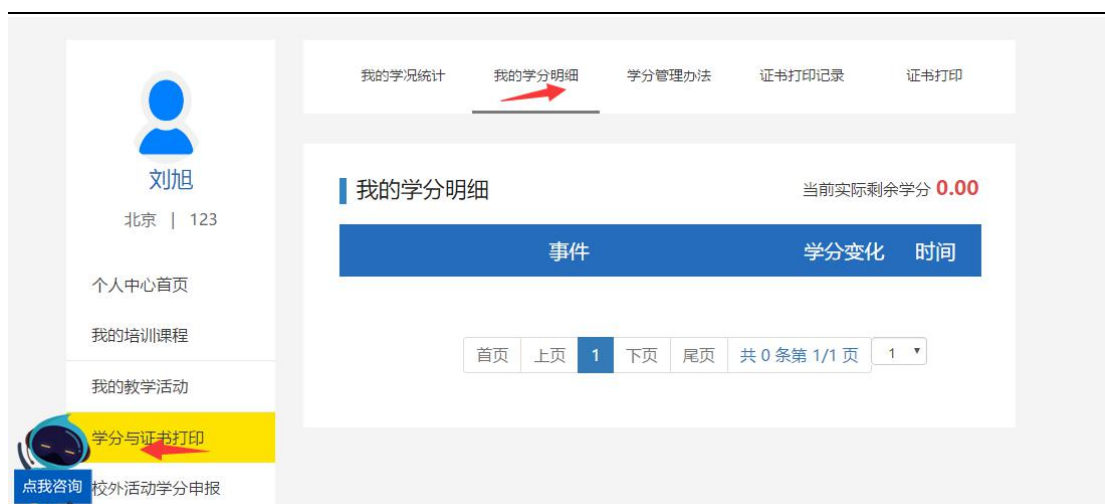 我的学况统计 我的学分明细 学分管理办法 证书打印记录 证书打印
刘旭
北京 | 123
个人中心首页
我的培训课程
我的教学活动
学分与证书打印
校外活动学分申报
点我咨询
我的学分明细 当前实际剩余学分 0.00
事件 学分变化 时间
首页 上页 1 下页 尾页 共 0 条第 1/1 页 1